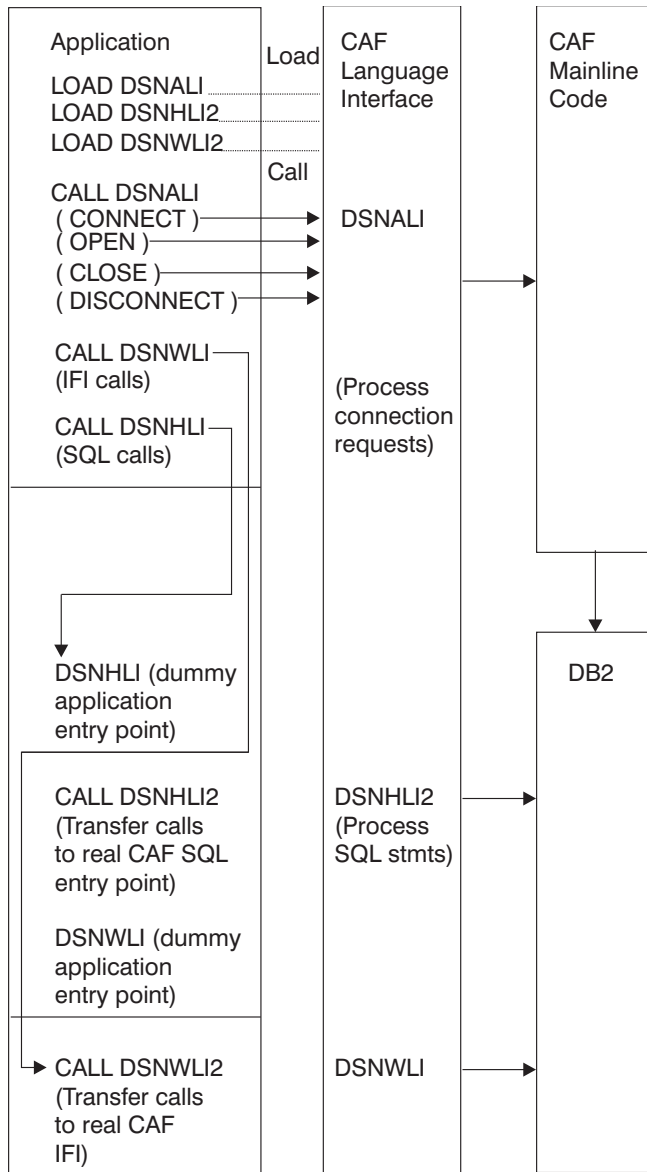 Application
LOAD DSNALI
LOAD DSNHLI2
LOAD DSNWLI2
CALL DSNALI
( CONNECT )
( OPEN )
( CLOSE )
( DISCONNECT )
CALL DSNWLI
(IFI calls)
CALL DSNHLI
(SQL calls)
DSNHLI (dummy
application
entry point)
CALL DSNHLI2
(Transfer calls
to real CAF SQL
entry point)
DSNWLI (dummy
application
entry point)
CALL DSNWLI2
(Transfer calls
to real CAF
IFI)
Load
Call
CAF
Language
Interface
DSNALI
(Process
connection
requests)
DSNHLI2
(Process
SQL stmts)
DSNWLI
CAF
Mainline
Code
DB2